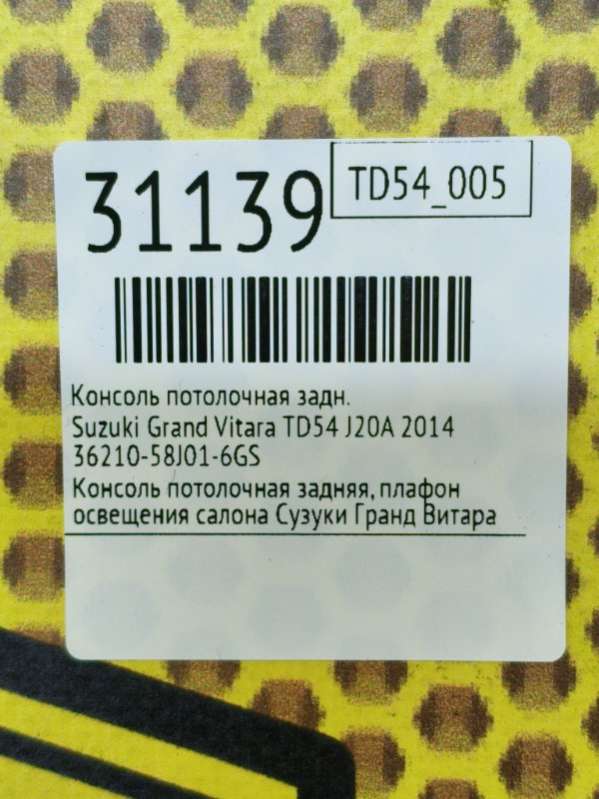 31139
TD54_005
Консоль потолочная задн.
Suzuki Grand Vitara TD54 J20A 2014
36210-58J01-6GS
Консоль потолочная задняя, плафон
освещения салона Сузуки Гранд Витара